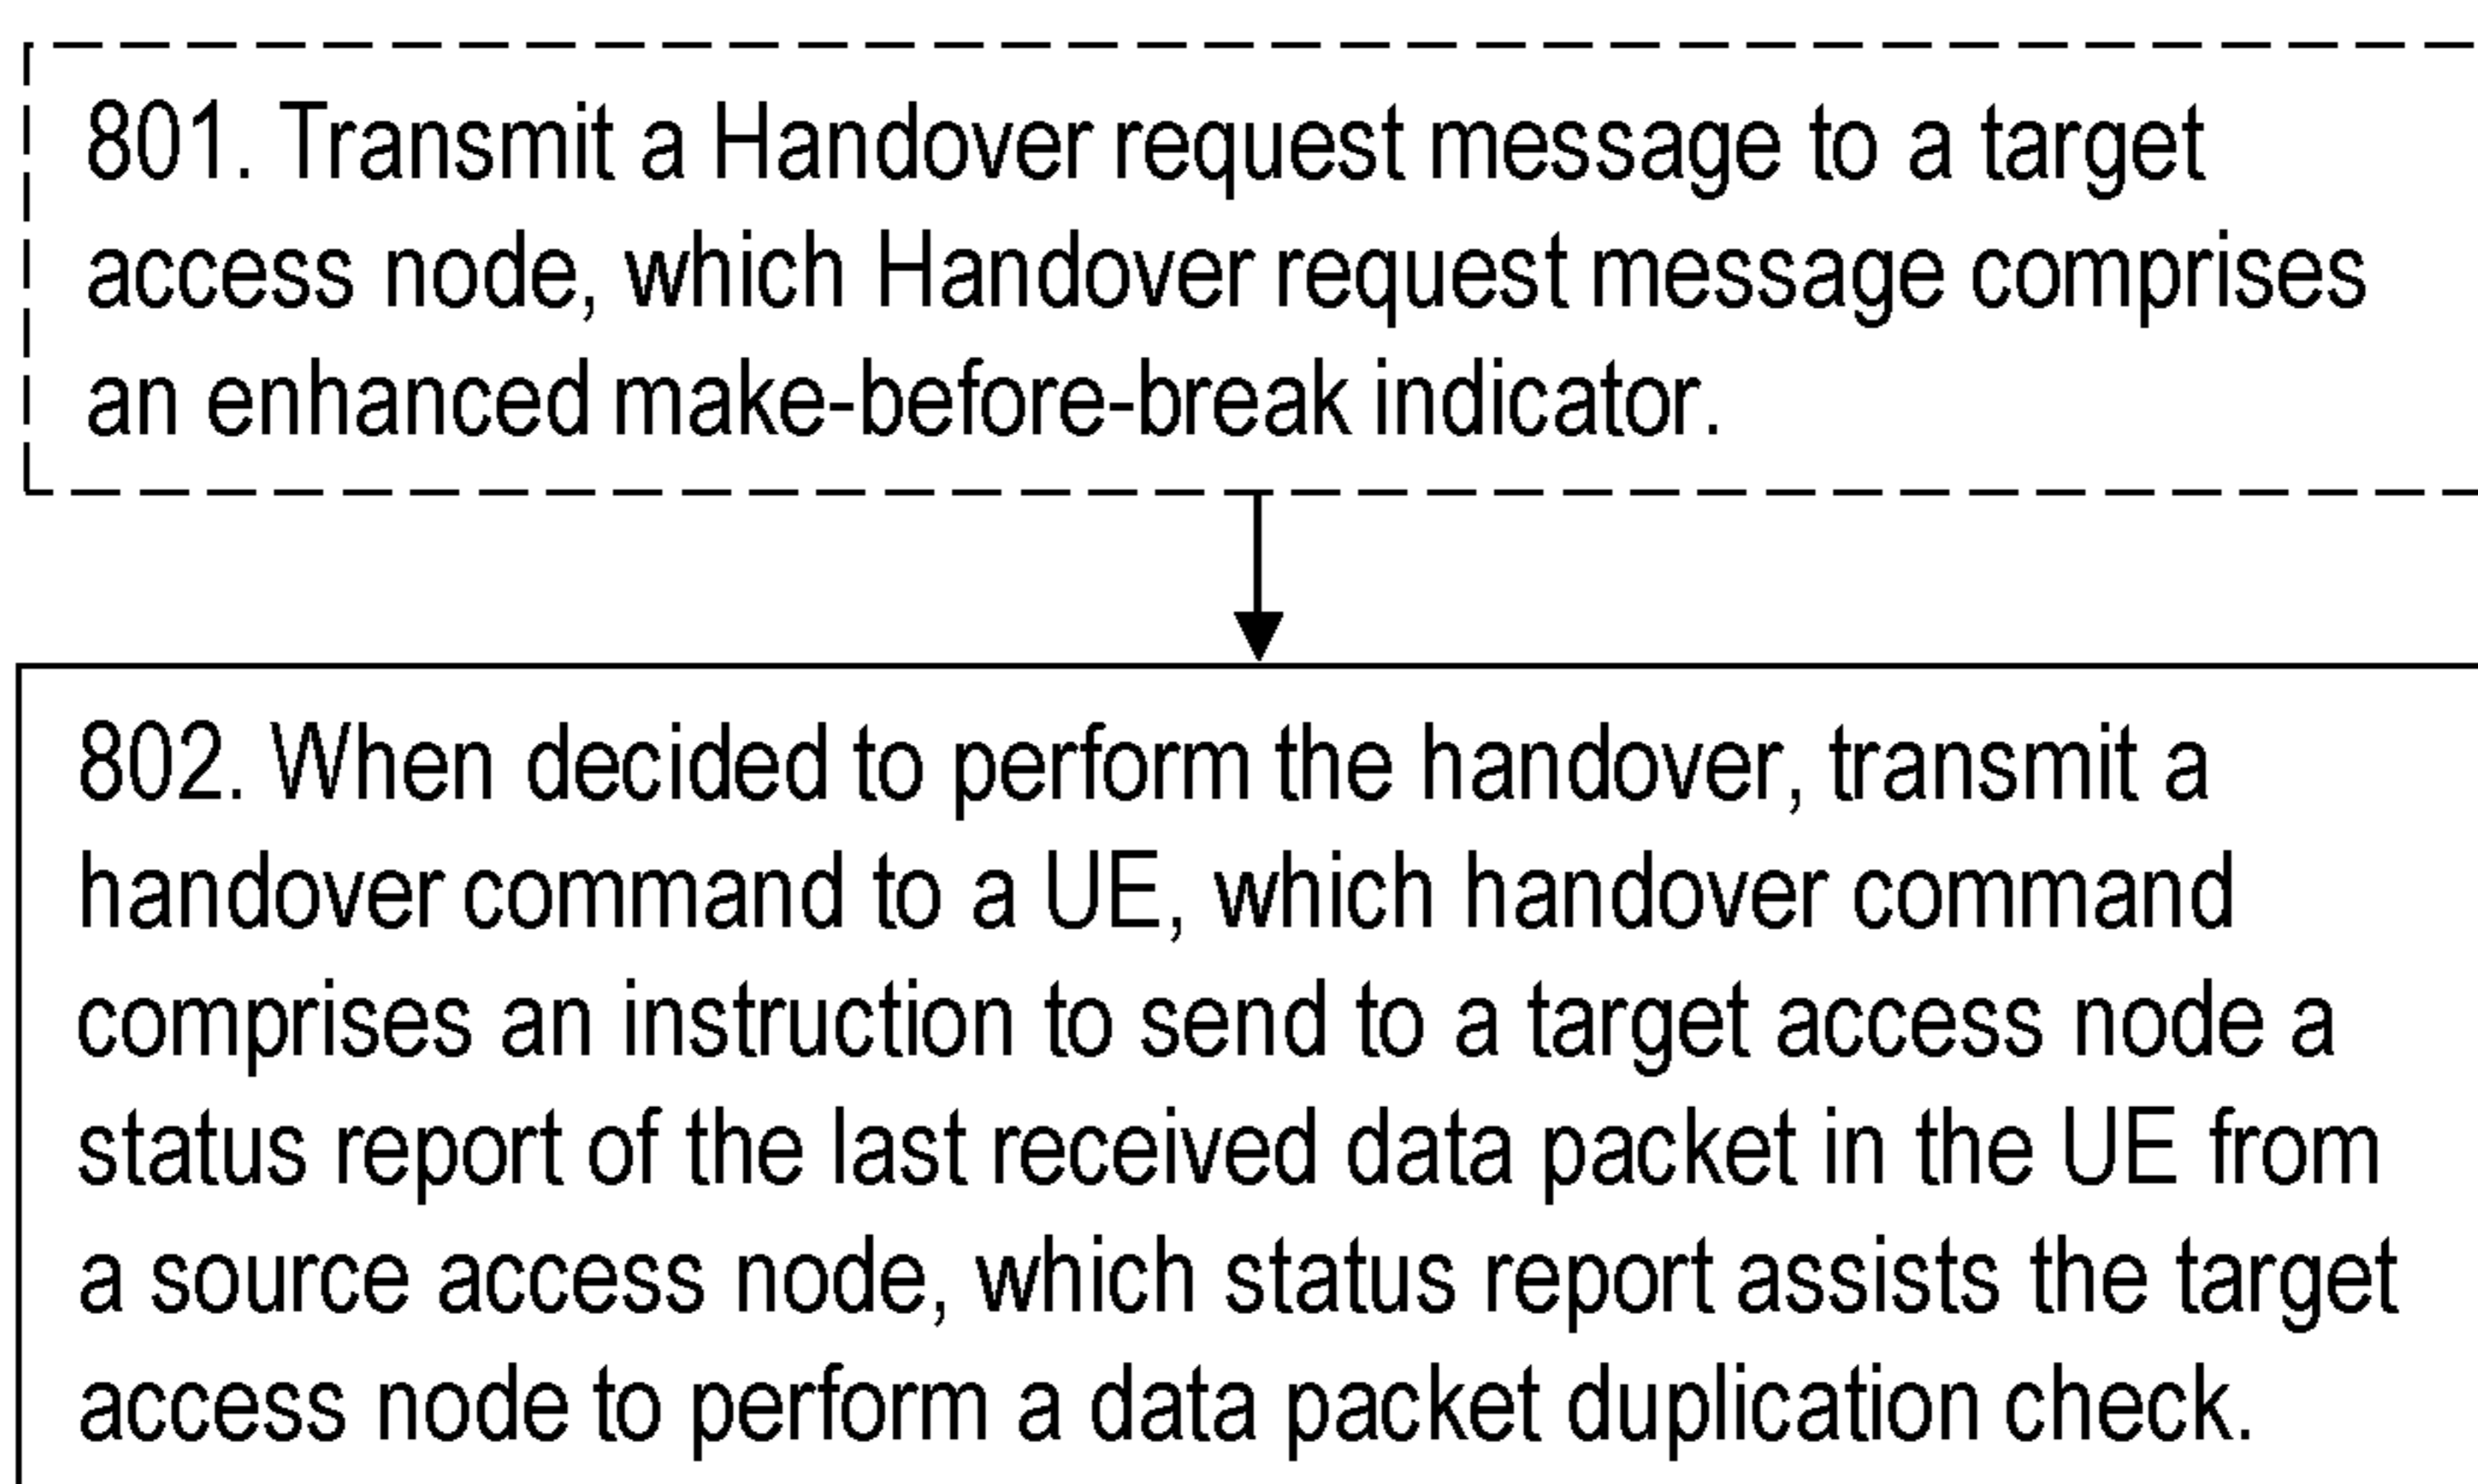 801. Transmit a Handover request message to a target
access node, which Handover request message comprises
an enhanced make-before-break indicator.
802. When decided to perform the handover, transmit a
handover command to a UE, which handover command
comprises an instruction to send to a target access node a
status report of the last received data packet in the UE from
a source access node, which status report assists the target
access node to perform a data packet duplication check.